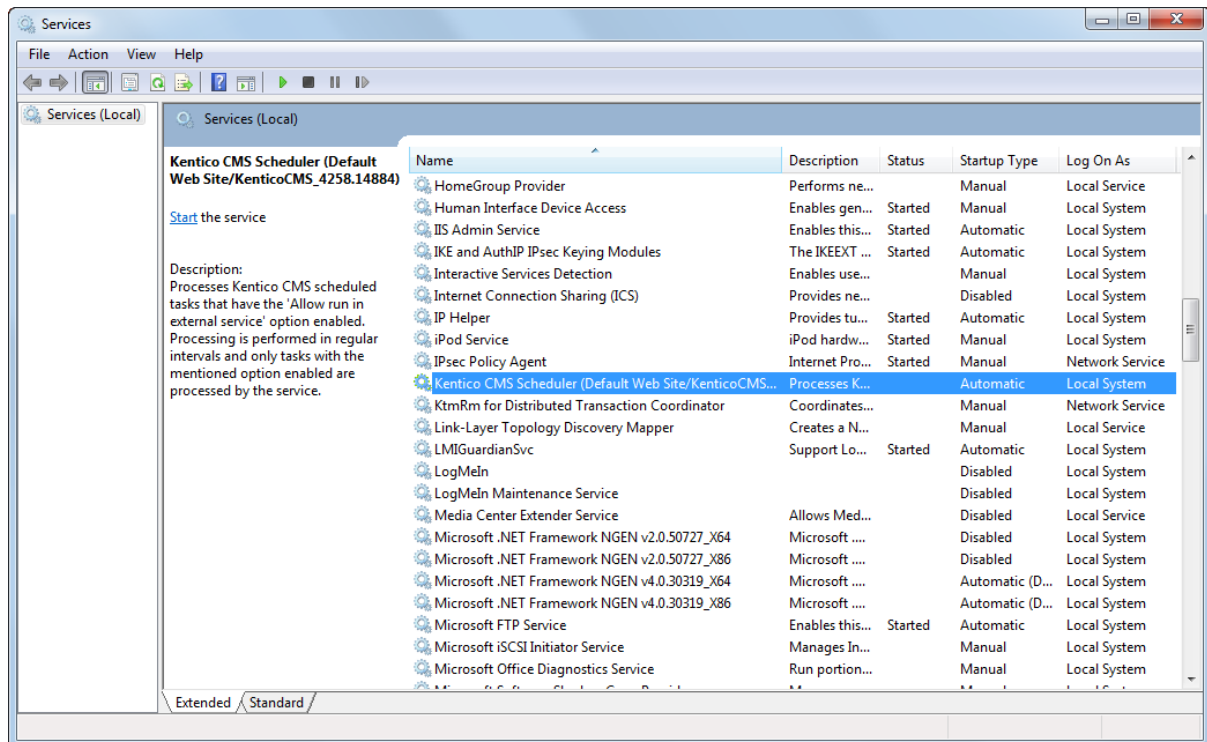 Services
File Action View Help
Services (Local)
Services (Local)
Kentico CMS Scheduler (Default
Web Site/KenticoCMS_4258.14884)
Start the service
Description:
Processes Kentico CMS scheduled
tasks that have the 'Allow run in
external service' option enabled.
Processing is performed in regular
intervals and only tasks with the
mentioned option enabled are
processed by the service.
Name Description Status Startup Type Log On As
HomeGroup Provider Performs ne... Manual Local Service
Human Interface Device Access Enables gen... Started Manual Local System
IIS Admin Service Enables this... Started Automatic Local System
IKE and AuthIP IPsec Keying Modules The IKEEXT ... Started Automatic Local System
Interactive Services Detection Enables use... Manual Local System
Internet Connection Sharing (ICS) Provides ne... Disabled Local System
IP Helper Provides tu... Started Automatic Local System
iPod Service iPod hardw... Started Manual Local System
IPsec Policy Agent Internet Pro... Started Manual Network Service
Kentico CMS Scheduler (Default Web Site/KenticoCMS... Processes K... Automatic Local System
KtmRm for Distributed Transaction Coordinator Coordinates... Manual Network Service
Link-Layer Topology Discovery Mapper Creates a N... Manual Local Service
LMIGuardianSvc Support Lo... Started Automatic Local System
LogMeIn Disabled Local System
LogMeIn Maintenance Service Disabled Local System
Media Center Extender Service Allows Med... Disabled Local Service
Microsoft .NET Framework NGEN v2.0.50727_X64 Microsoft .... Disabled Local System
Microsoft .NET Framework NGEN v2.0.50727_X86 Microsoft .... Disabled Local System
Microsoft .NET Framework NGEN v4.0.30319_X64 Microsoft .... Automatic (D... Local System
Microsoft .NET Framework NGEN v4.0.30319_X86 Microsoft .... Automatic (D... Local System
Microsoft FTP Service Enables this... Started Automatic Local System
Microsoft iSCSI Initiator Service Manages In... Manual Local System
Microsoft Office Diagnostics Service Run portion... Manual Local System
Extended Standard